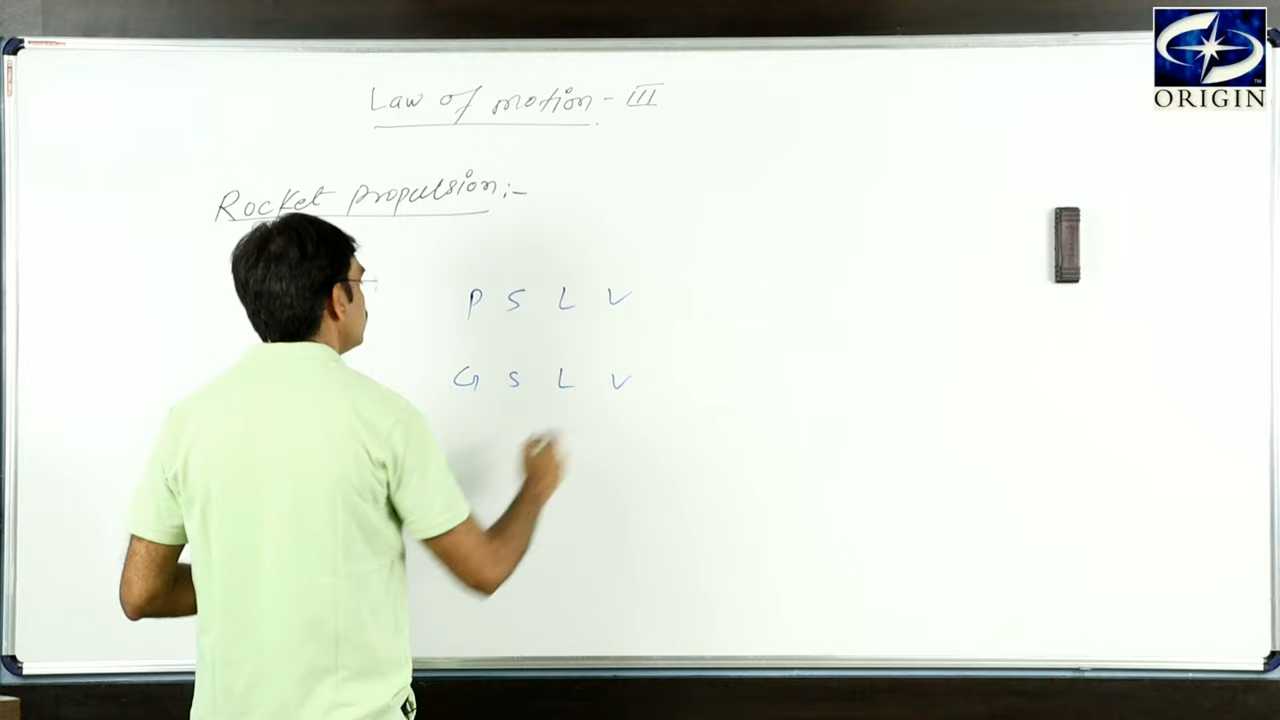 Law of motion - III
Rocket propulsion :-
P S L V
G S L V
ORIGIN